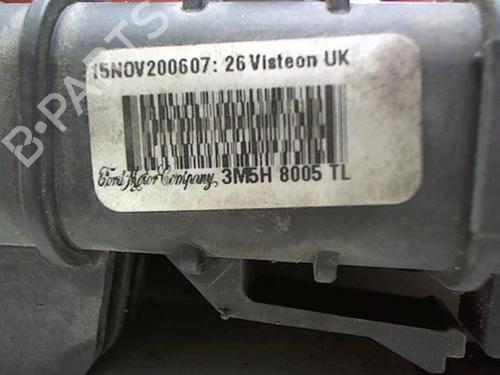 B-PARTS
15NOV200607: 26 Visteon UK
Ford Motor Company 3M5H 8005 TL